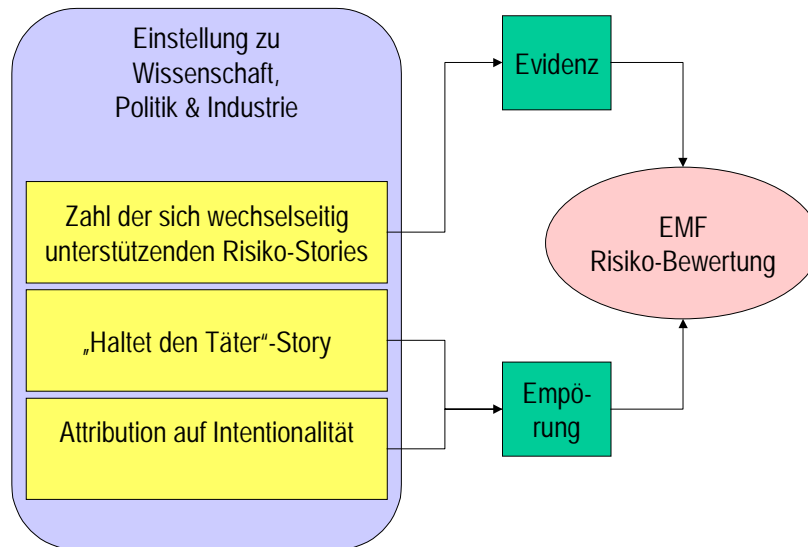 Einstellung zu
Wissenschaft,
Politik & Industrie
Zahl der sich wechselseitig
unterstützenden Risiko-Stories
„Haltet den Täter“-Story
Attribution auf Intentionalität
Evidenz
Empö-
rung
EMF
Risiko-Bewertung